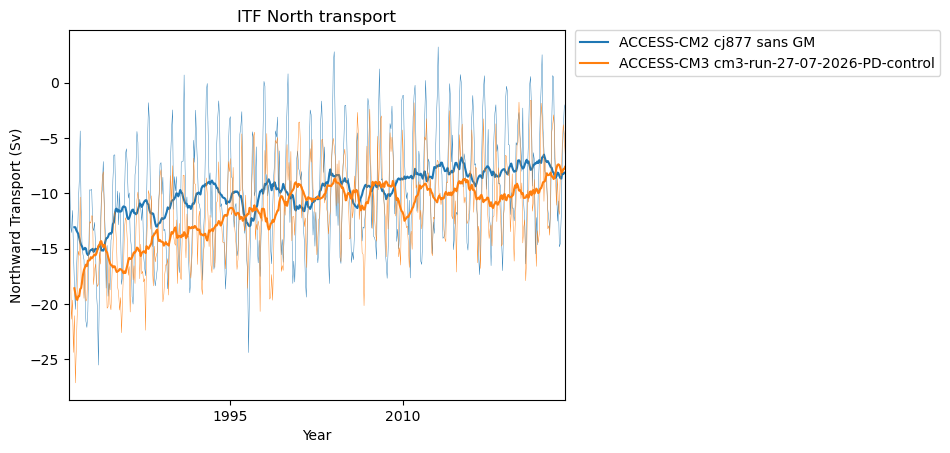 ITF North transport
ACCESS-CM2 cj877 sans GM
ACCESS-CM3 cm3-run-27-07-2026-PD-control
Northward Transport (Sv)
0
−5
−10
−15
−20
−25
1995
2010
Year